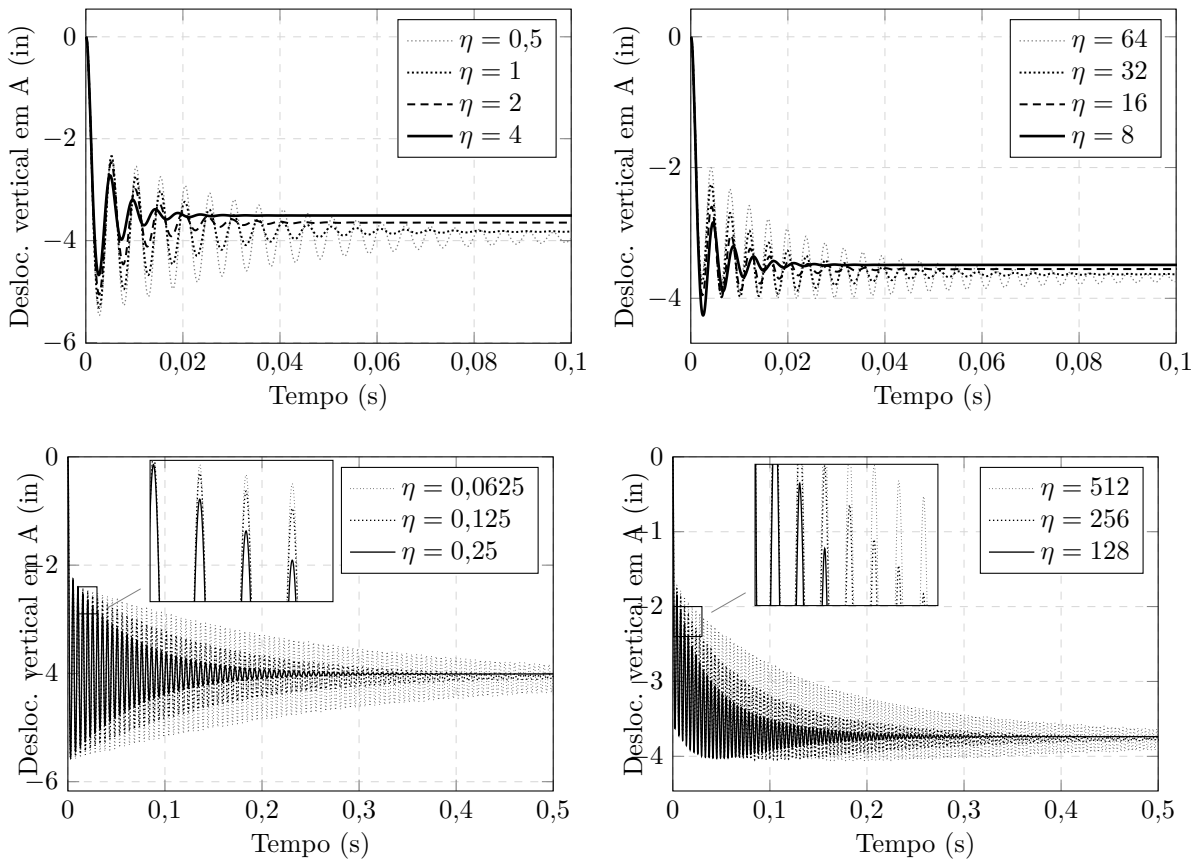 0
−2
−4
−6
0
0,02
0,04
0,06
0,08
0,1
Tempo (s)
Desloc. vertical em A (in)
η = 0,5
η = 1
η = 2
η = 4
0
−2
−4
0
0,02
0,04
0,06
0,08
0,1
Tempo (s)
Desloc. vertical em A (in)
η = 64
η = 32
η = 16
η = 8
0
−2
−4
−6
0
0,1
0,2
0,3
0,4
0,5
Tempo (s)
Desloc. vertical em A (in)
η = 0,0625
η = 0,125
η = 0,25
0
−1
−2
−3
−4
0
0,1
0,2
0,3
0,4
0,5
Tempo (s)
Desloc. vertical em A (in)
η = 512
η = 256
η = 128